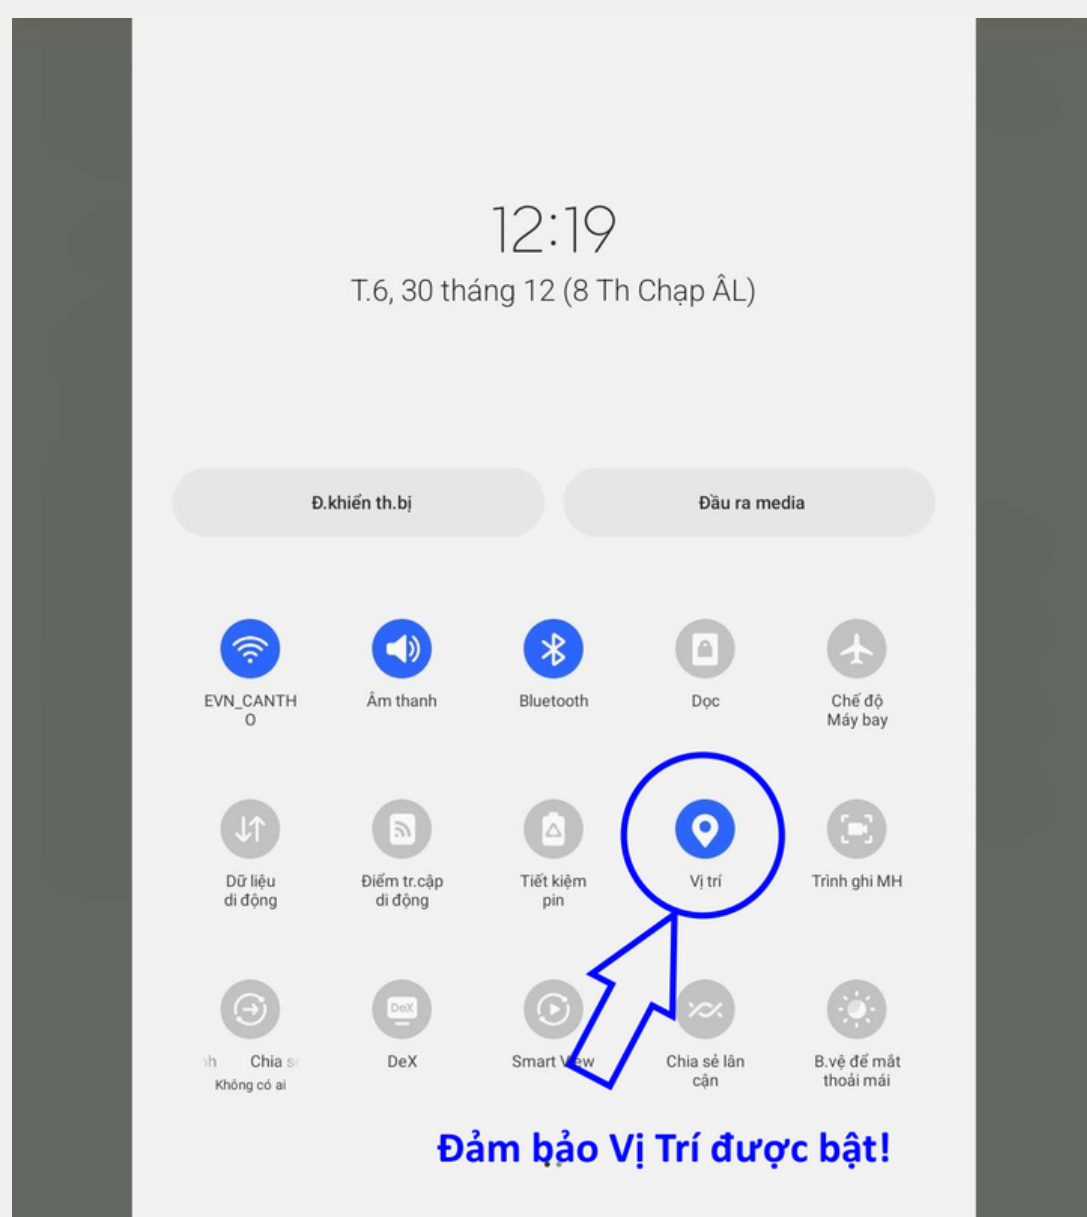 12:19
T.6, 30 tháng 12 (8 Th Chạp ÂL)
Đ.khiển th.bị
Đầu ra media
EVN_CANTH
O
Âm thanh
Bluetooth
Dọc
Chế độ
Máy bay
Dữ liệu
di động
Điểm tr.cập
di động
Tiết kiệm
pin
Vị trí
Trình ghi MH
Chia
Không có ai
DeX
DeX
Smart View
Chia sẻ lân
cận
B.vệ để mắt
thoải mái
Đảm bảo Vị Trí được bật!